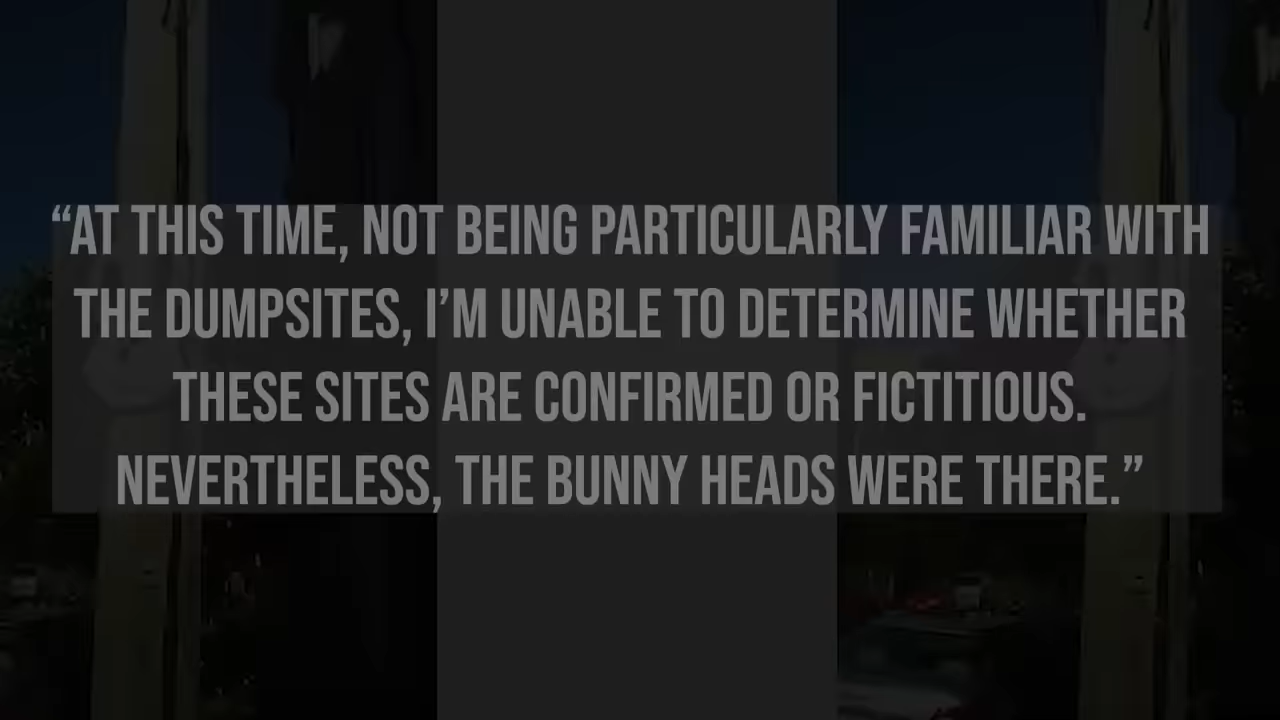 “AT THIS TIME, NOT BEING PARTICULARLY FAMILIAR WITH
THE DUMPSITES, I’M UNABLE TO DETERMINE WHETHER
THESE SITES ARE CONFIRMED OR FICTITIOUS.
NEVERTHELESS, THE BUNNY HEADS WERE THERE.”